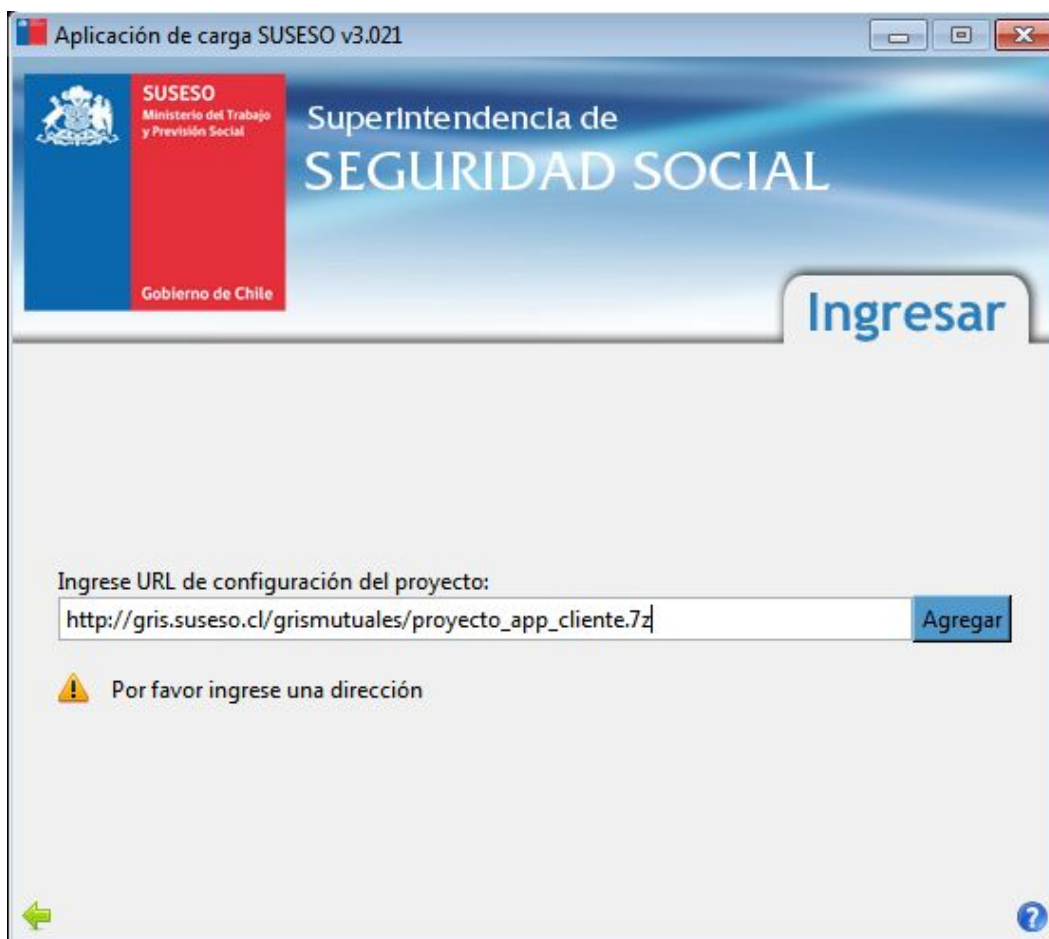 Aplicación de carga SUSESO v3.021
SUSESO
Ministerio del Trabajo
y Previsión Social
Gobierno de Chile
Superintendencia de
SEGURIDAD SOCIAL
Ingresar
Ingrese URL de configuración del proyecto:
http://gris.suseso.cl/grismutuales/proyecto_app_cliente.7z
Agregar
Por favor ingrese una dirección